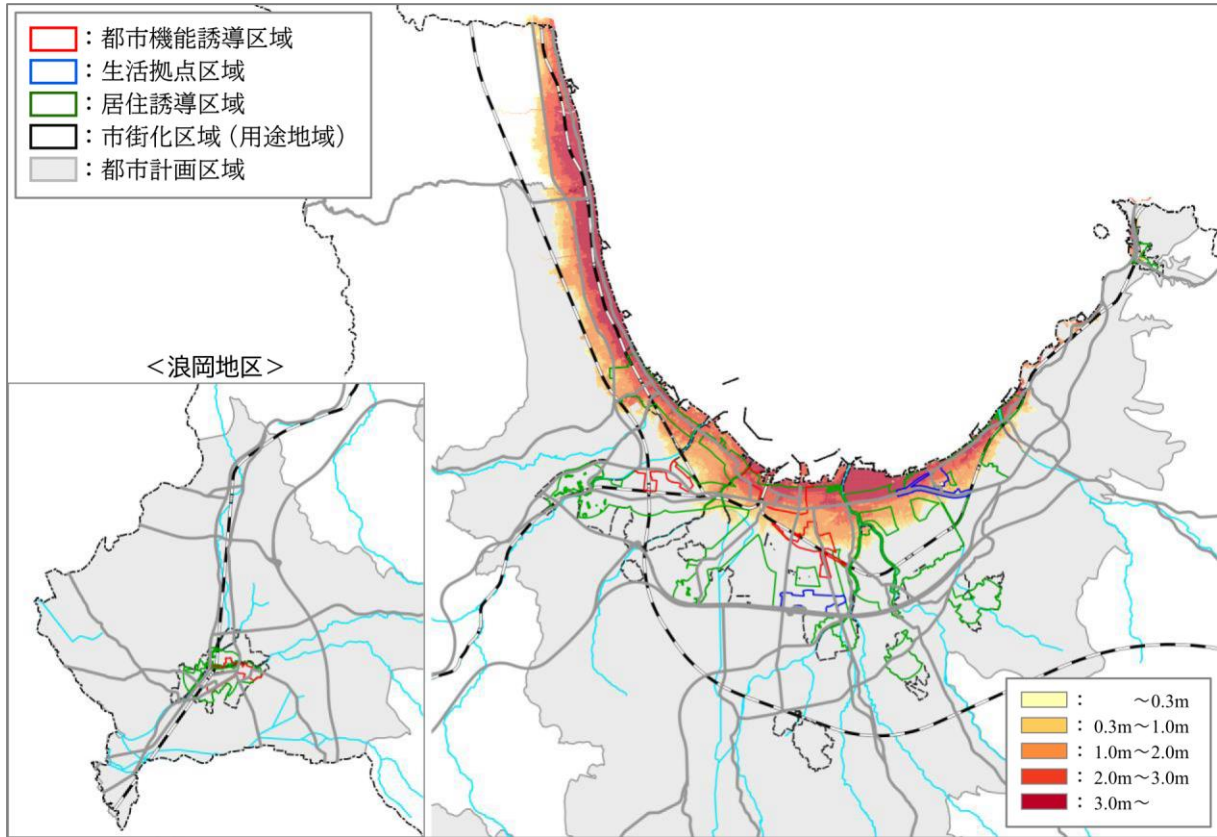 ：都市機能誘導区域
：生活拠点区域
：居住誘導区域
：市街化区域（用途地域）
：都市計画区域
＜浪岡地区＞
：　～0.3m
：0.3m～1.0m
：1.0m～2.0m
：2.0m～3.0m
：3.0m～